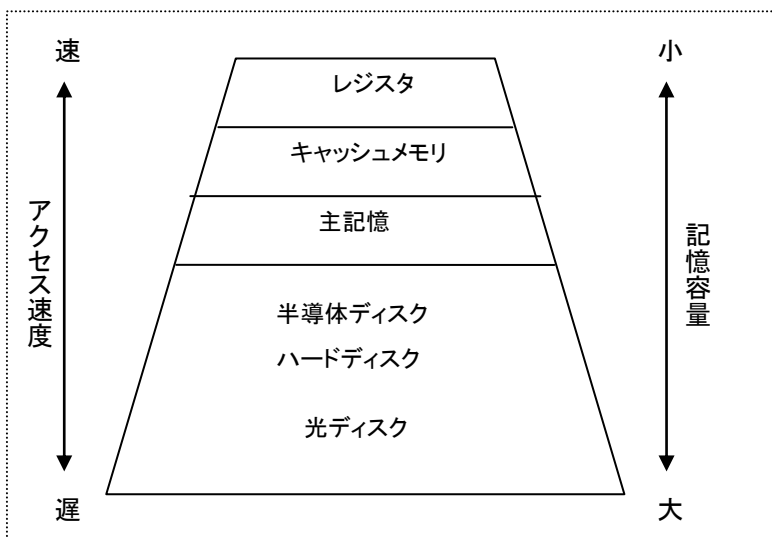 速
小
レジスタ
キャッシュメモリ
主記憶
アクセス速度
記憶容量
半導体ディスク
ハードディスク
光ディスク
遅
大